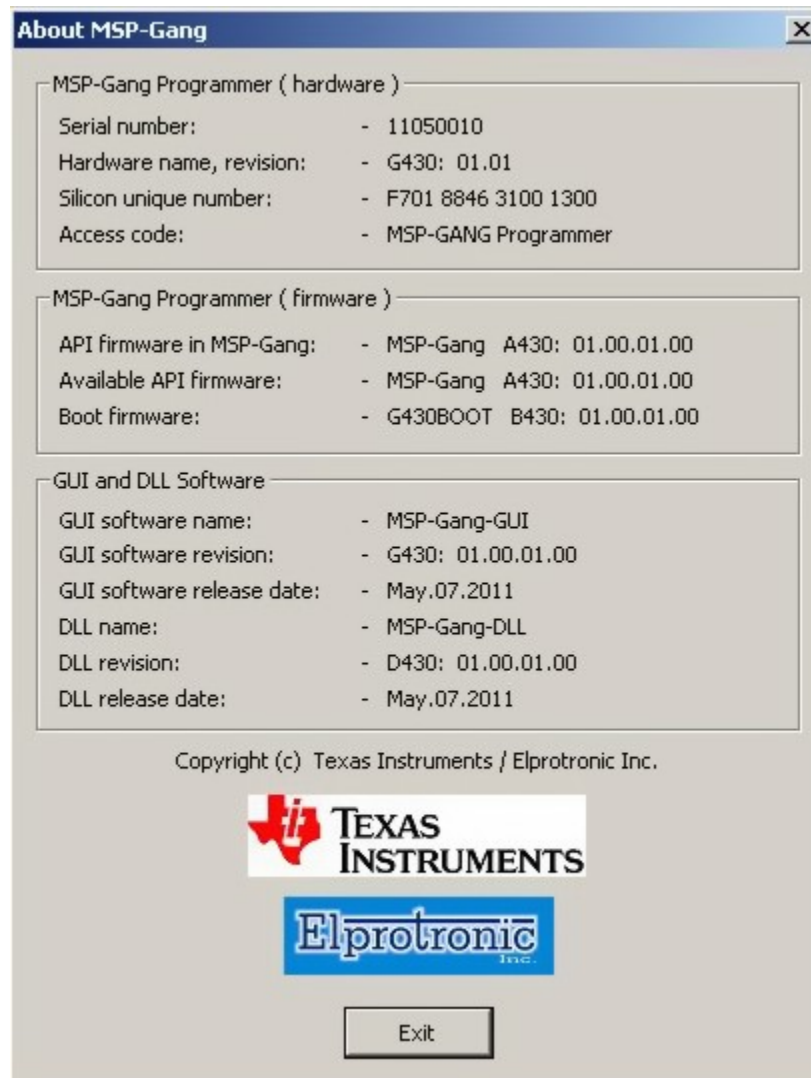 About MSP-Gang
MSP-Gang Programmer ( hardware )
Serial number: - 11050010
Hardware name, revision: - G430: 01.01
Silicon unique number: - F701 8846 3100 1300
Access code: - MSP-GANG Programmer
MSP-Gang Programmer ( firmware )
API firmware in MSP-Gang: - MSP-Gang A430: 01.00.01.00
Available API firmware: - MSP-Gang A430: 01.00.01.00
Boot firmware: - G430BOOT B430: 01.00.01.00
GUI and DLL Software
GUI software name: - MSP-Gang-GUI
GUI software revision: - G430: 01.00.01.00
GUI software release date: - May.07.2011
DLL name: - MSP-Gang-DLL
DLL revision: - D430: 01.00.01.00
DLL release date: - May.07.2011
Copyright (c) Texas Instruments / Elprotronic Inc.
TEXAS
INSTRUMENTS
Elprotronic
Inc.
Exit